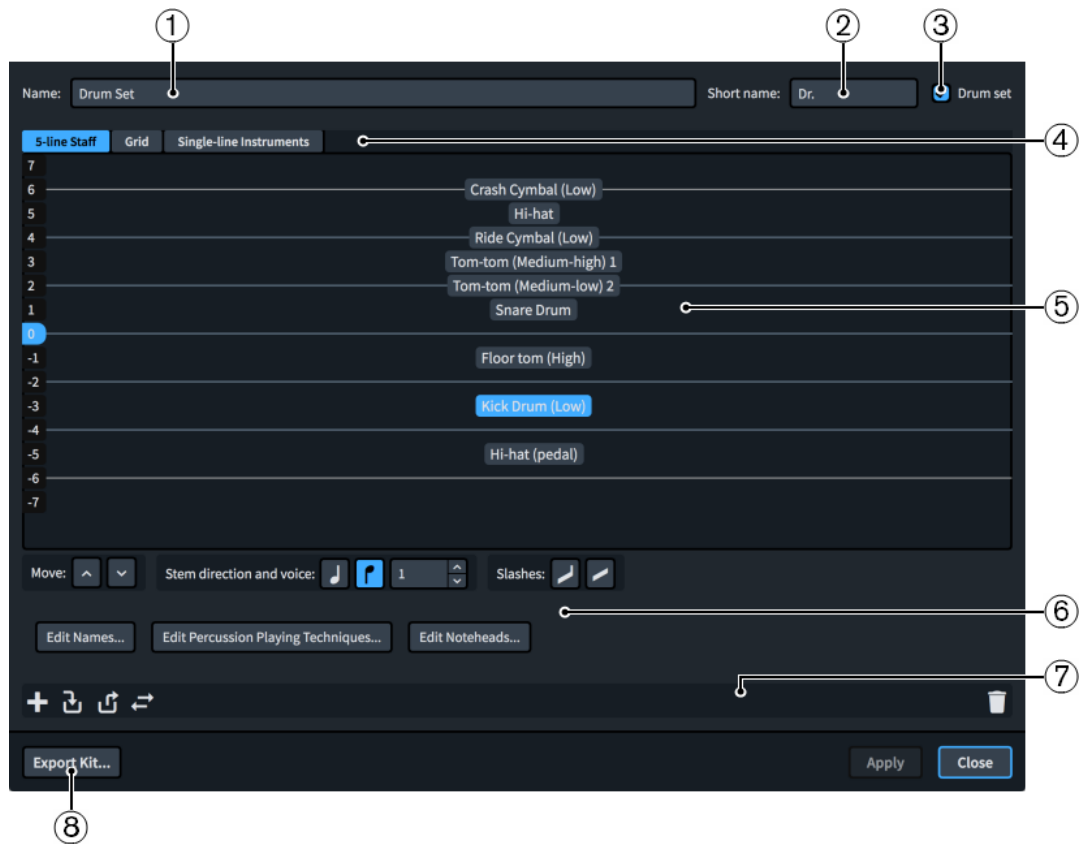 ① ② ③
Name: Drum Set Short name: Dr. Drum set
5-line Staff Grid Single-line Instruments ④
7
6 Crash Cymbal (Low)
5 Hi-hat
4 Ride Cymbal (Low)
3 Tom-tom (Medium-high) 1
2 Tom-tom (Medium-low) 2
1 Snare Drum ⑤
0
-1 Floor tom (High)
-2
-3 Kick Drum (Low)
-4
-5 Hi-hat (pedal)
-6
-7
Move: Stem direction and voice: 1 Slashes:
⑥
Edit Names... Edit Percussion Playing Techniques... Edit Noteheads...
⑦
Export Kit... Apply Close
⑧